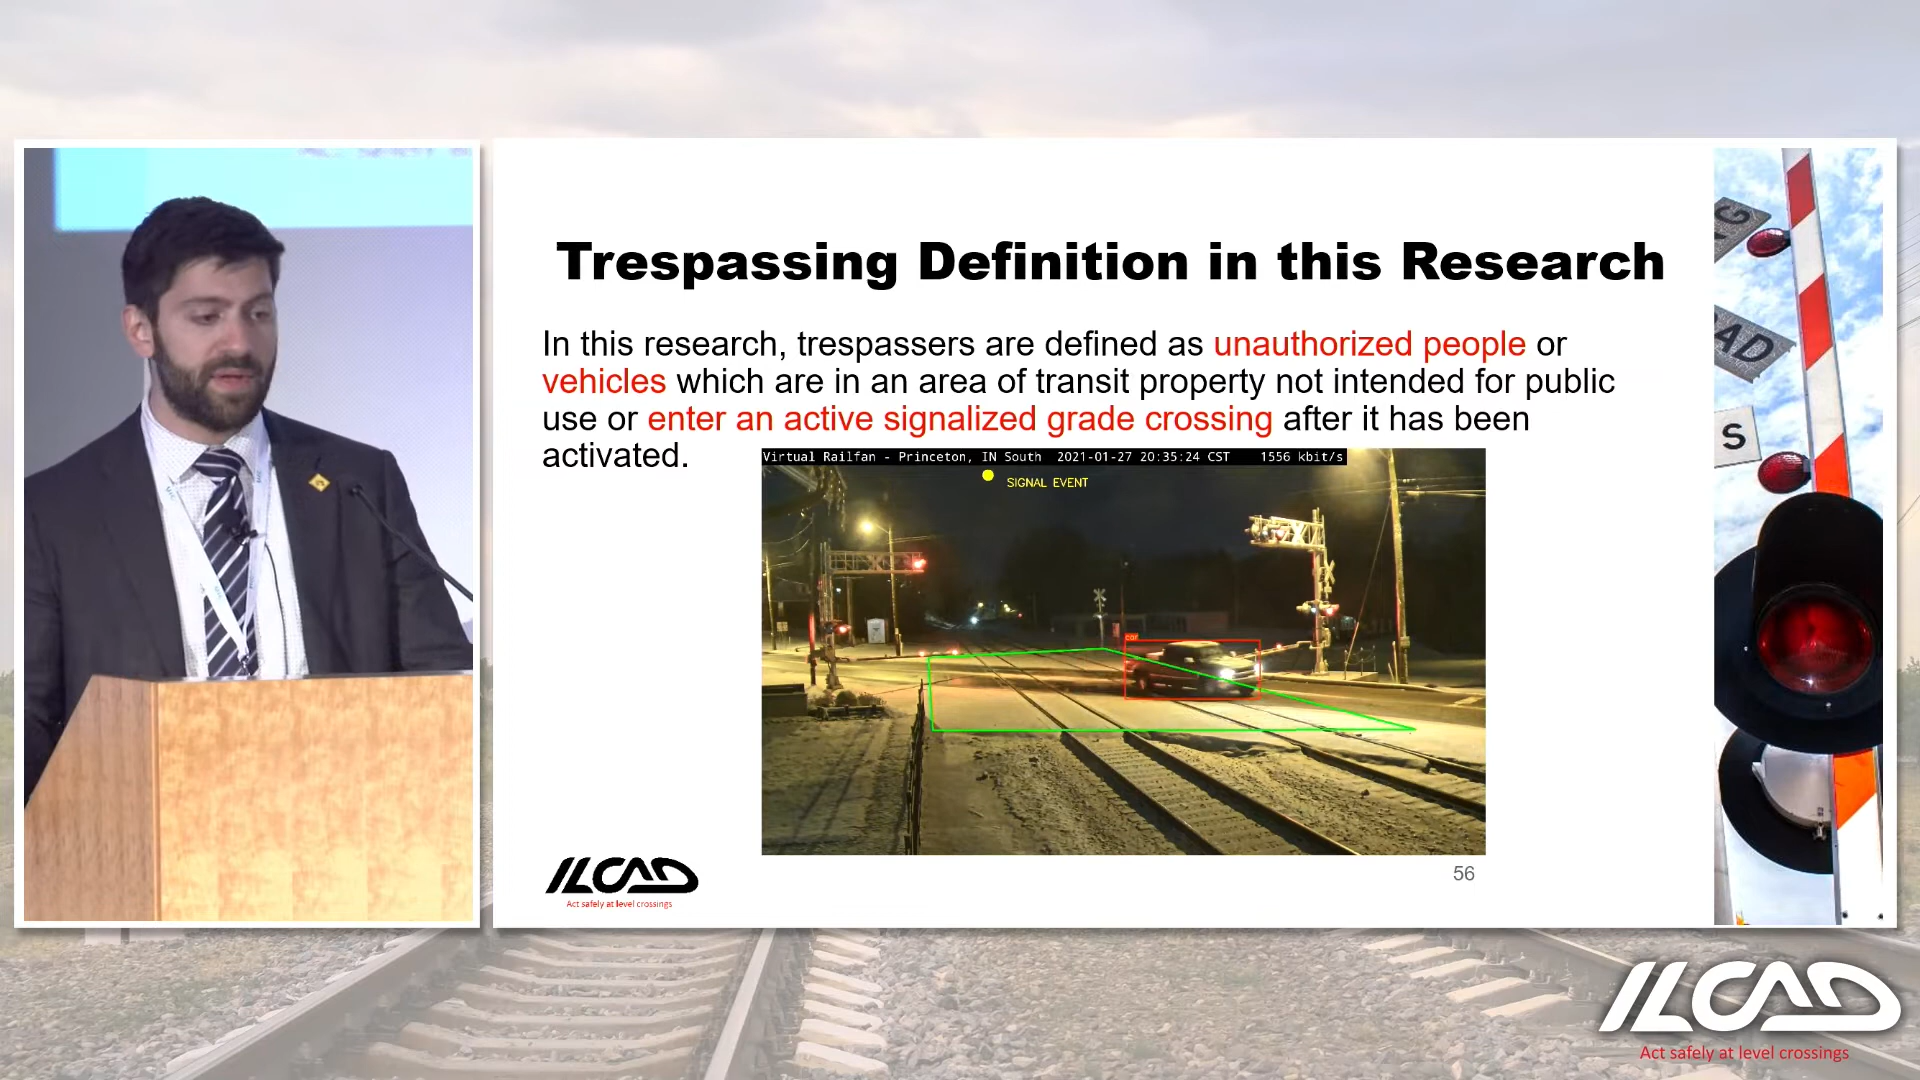 Trespassing Definition in this Research
In this research, trespassers are defined as unauthorized people or
vehicles which are in an area of transit property not intended for public
use or enter an active signalized grade crossing after it has been
activated.
Virtual Railfan - Princeton, IN South 2021-01-27 20:35:24 CST 1556 kbit/s
SIGNAL EVENT
car
G
AD
S
ILCAD
Act safely at level crossings
56
ILCAD
Act safely at level crossings